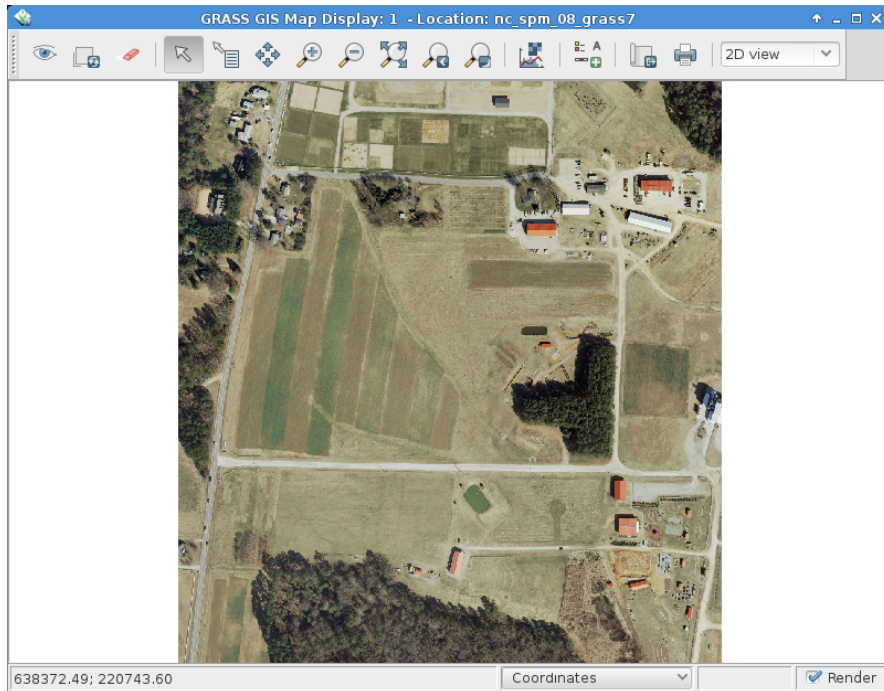 GRASS GIS Map Display: 1 - Location: nc_spm_08_grass7
A
2D view
638372.49; 220743.60
Coordinates
Render